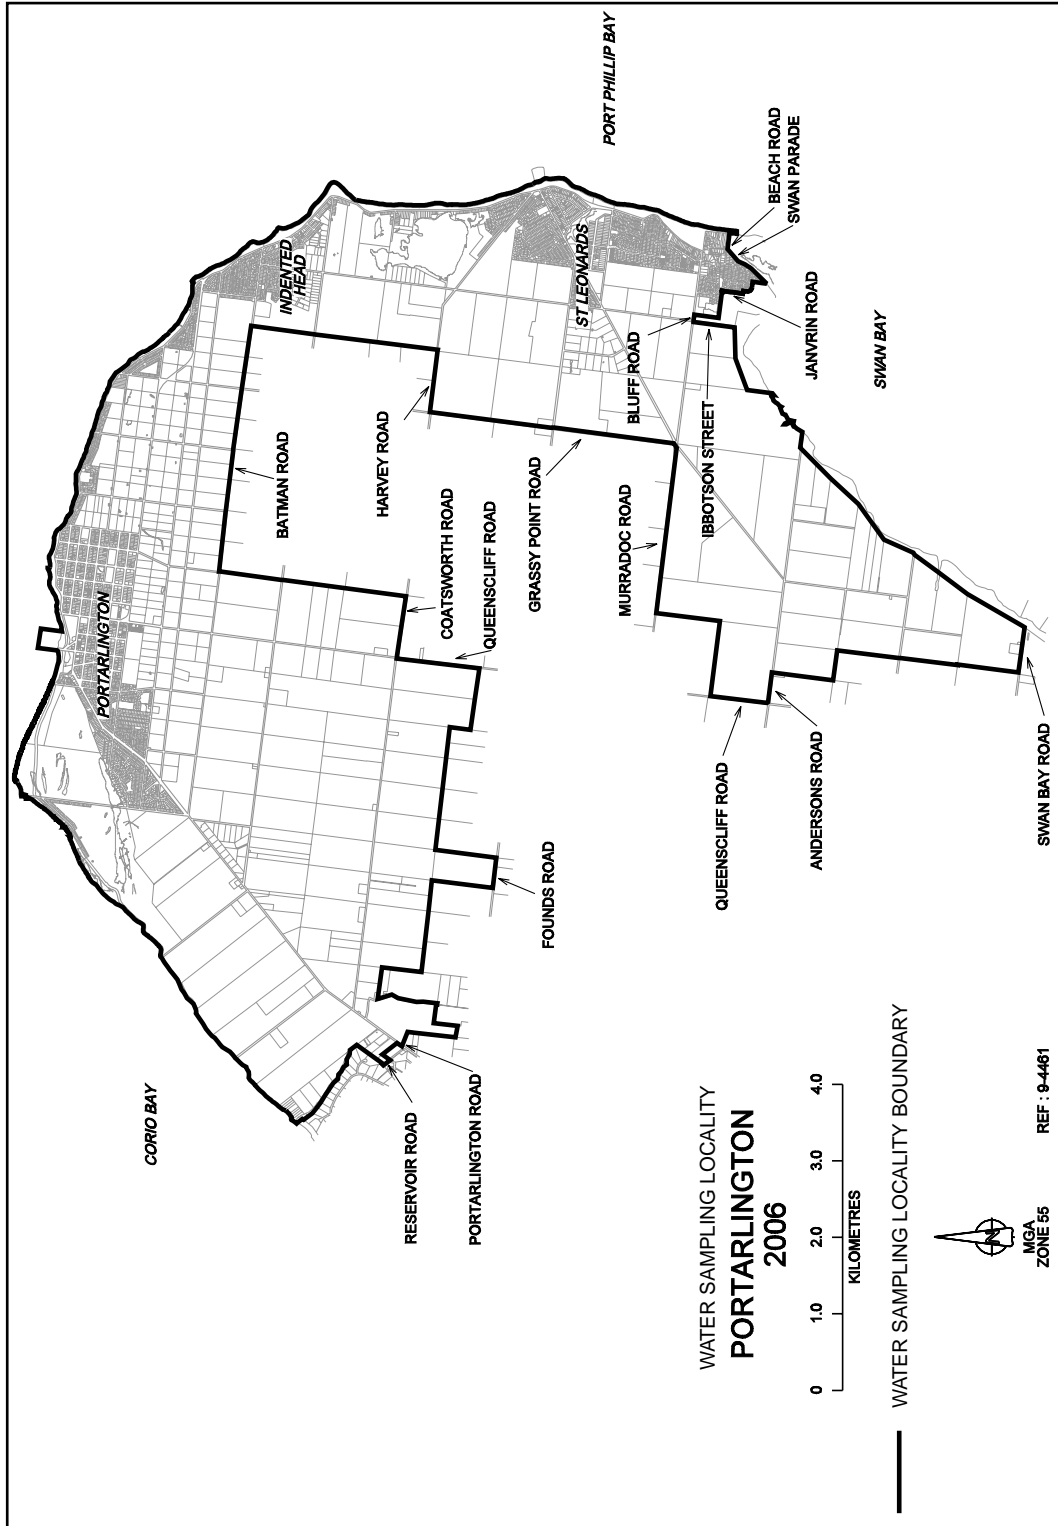 PORT PHILLIP BAY
BEACH ROAD
SWAN PARADE
INDENTED
HEAD
ST LEONARDS
JANVRIN ROAD
SWAN BAY
BLUFF ROAD
IBBOTSON STREET
BATMAN ROAD
HARVEY ROAD
COATSWORTH ROAD
QUEENSCLIFF ROAD
GRASSY POINT ROAD
MURRADOC ROAD
PORTARLINGTON
QUEENSCLIFF ROAD
ANDERSONS ROAD
SWAN BAY ROAD
FOUNDS ROAD
CORIO BAY
RESERVOIR ROAD
PORTARLINGTON ROAD
WATER SAMPLING LOCALITY
PORTARLINGTON
2006
0 1.0 2.0 3.0 4.0
KILOMETRES
WATER SAMPLING LOCALITY BOUNDARY
N
MGA
ZONE 55
REF : 9-4461